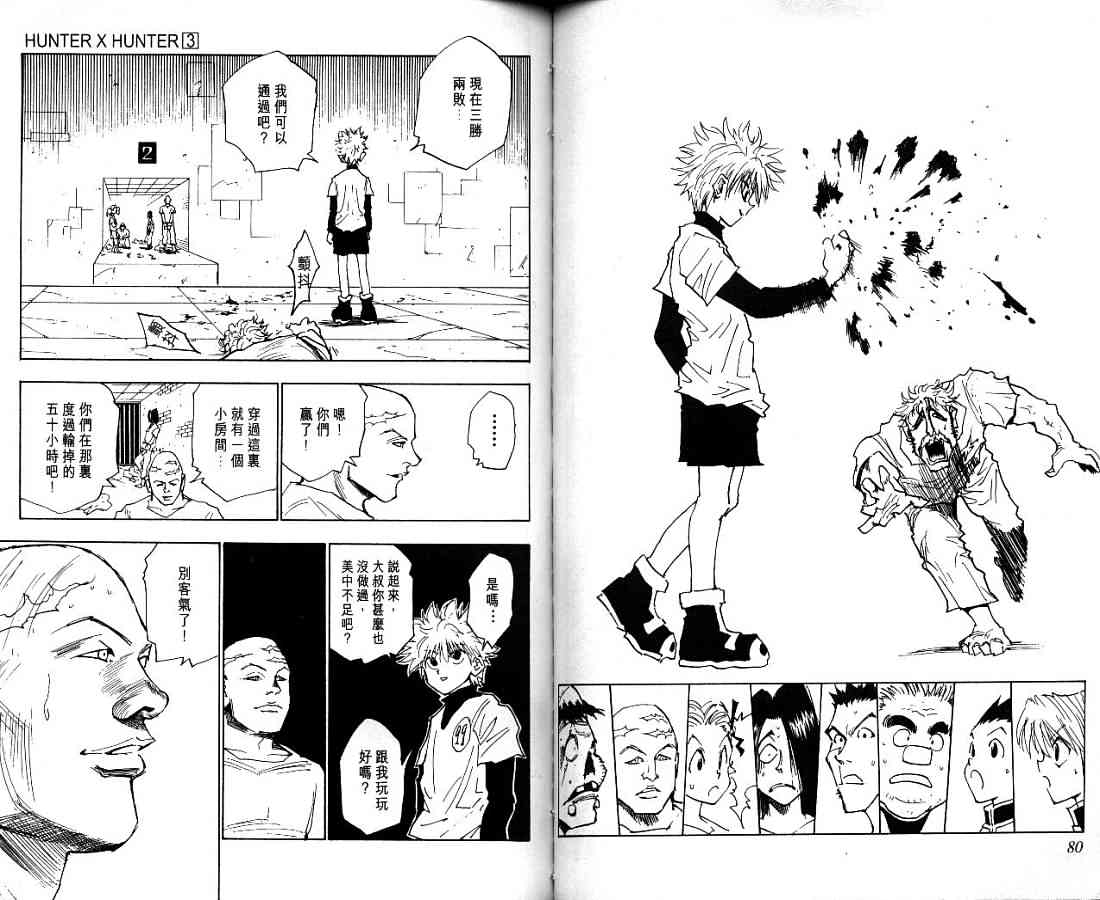 80
HUNTER X HUNTER 3
現在三勝
兩敗…
我們可以
通過吧？
2
顫抖
……
嗯！
你們
贏了！
穿過這裏
就有一個
小房間…
你們在那裏
度過輸掉的
五十小時吧！
是嗎…
說起來，
大叔你甚麼也
沒做過，
美中不足吧？
99
跟我玩玩
好嗎？
別客氣了！